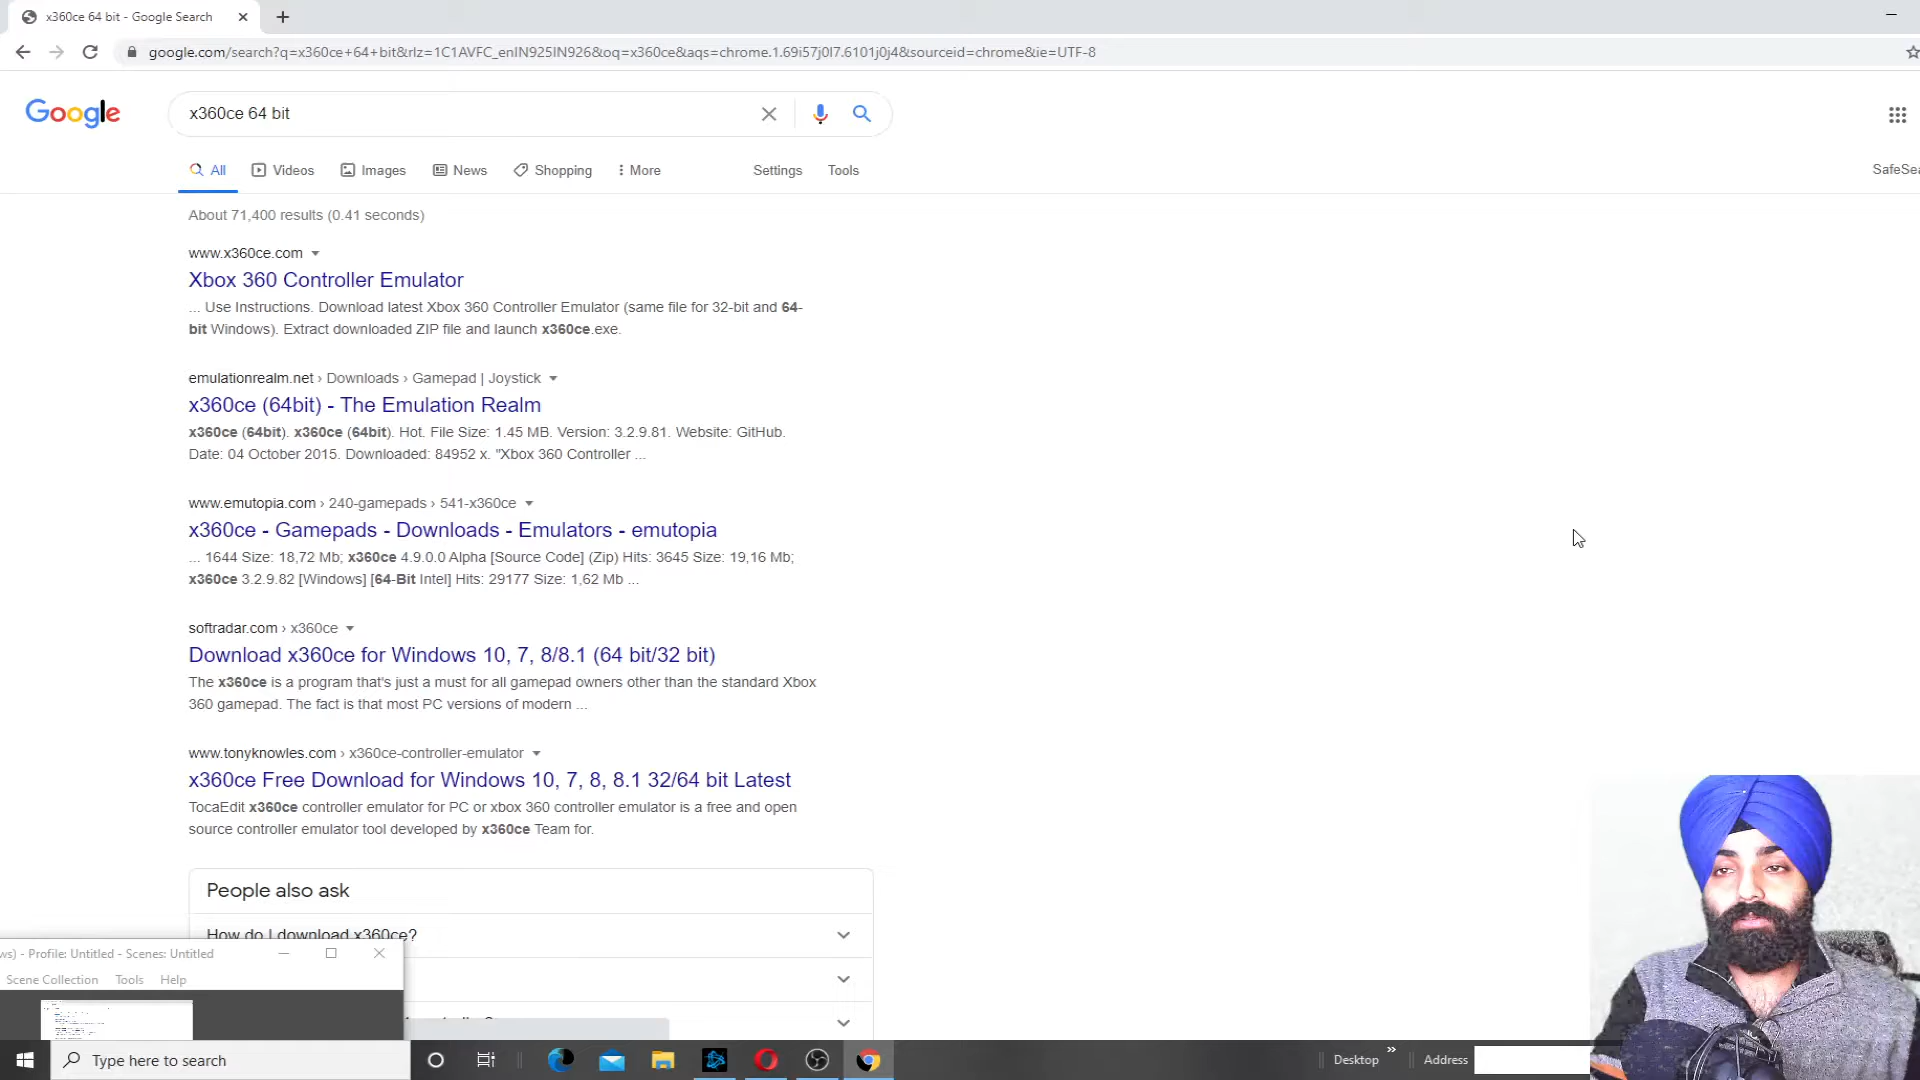 x360ce 64 bit - Google Search
google.com/search?q=x360ce+64+bit&rlz=1C1AVFC_enIN925IN926&oq=x360ce&aqs=chrome.1.69i57j0l7.6101j0j4&sourceid=chrome&ie=UTF-8
Google
x360ce 64 bit
All Videos Images News Shopping More Settings Tools
SafeSea
About 71,400 results (0.41 seconds)
www.x360ce.com
Xbox 360 Controller Emulator
... Use Instructions. Download latest Xbox 360 Controller Emulator (same file for 32-bit and 64-
bit Windows). Extract downloaded ZIP file and launch x360ce.exe.
emulationrealm.net › Downloads › Gamepad | Joystick
x360ce (64bit) - The Emulation Realm
x360ce (64bit). x360ce (64bit). Hot. File Size: 1.45 MB. Version: 3.2.9.81. Website: GitHub.
Date: 04 October 2015. Downloaded: 84952 x. "Xbox 360 Controller ...
www.emutopia.com › 240-gamepads › 541-x360ce
x360ce - Gamepads - Downloads - Emulators - emutopia
... 1644 Size: 18,72 Mb; x360ce 4.9.0.0 Alpha [Source Code] (Zip) Hits: 3645 Size: 19,16 Mb;
x360ce 3.2.9.82 [Windows] [64-Bit Intel] Hits: 29177 Size: 1,62 Mb ...
softradar.com › x360ce
Download x360ce for Windows 10, 7, 8/8.1 (64 bit/32 bit)
The x360ce is a program that's just a must for all gamepad owners other than the standard Xbox
360 gamepad. The fact is that most PC versions of modern ...
www.tonyknowles.com › x360ce-controller-emulator
x360ce Free Download for Windows 10, 7, 8, 8.1 32/64 bit Latest
TocaEdit x360ce controller emulator for PC or xbox 360 controller emulator is a free and open
source controller emulator tool developed by x360ce Team for.
People also ask
How do I download x360ce?
ws) - Profile: Untitled - Scenes: Untitled
Scene Collection Tools Help
Type here to search
Desktop
Address